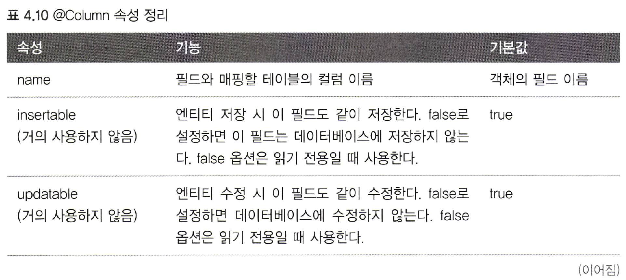 표 4.10 @Column 속성 정리
속성 기능 기본값
name 필드와 매핑할 테이블의 컬럼 이름 객체의 필드 이름
insertable 엔티티 저장 시 이 필드도 같이 저장한다. false로 true
(거의 사용하지 않음) 설정하면 이 필드는 데이터베이스에 저장하지 않는
다. false 옵션은 읽기 전용일 때 사용한다.
updatable 엔티티 수정 시 이 필드도 같이 수정한다. false로 true
(거의 사용하지 않음) 설정하면 데이터베이스에 수정하지 않는다. false
옵션은 읽기 전용일 때 사용한다.
(이어짐)